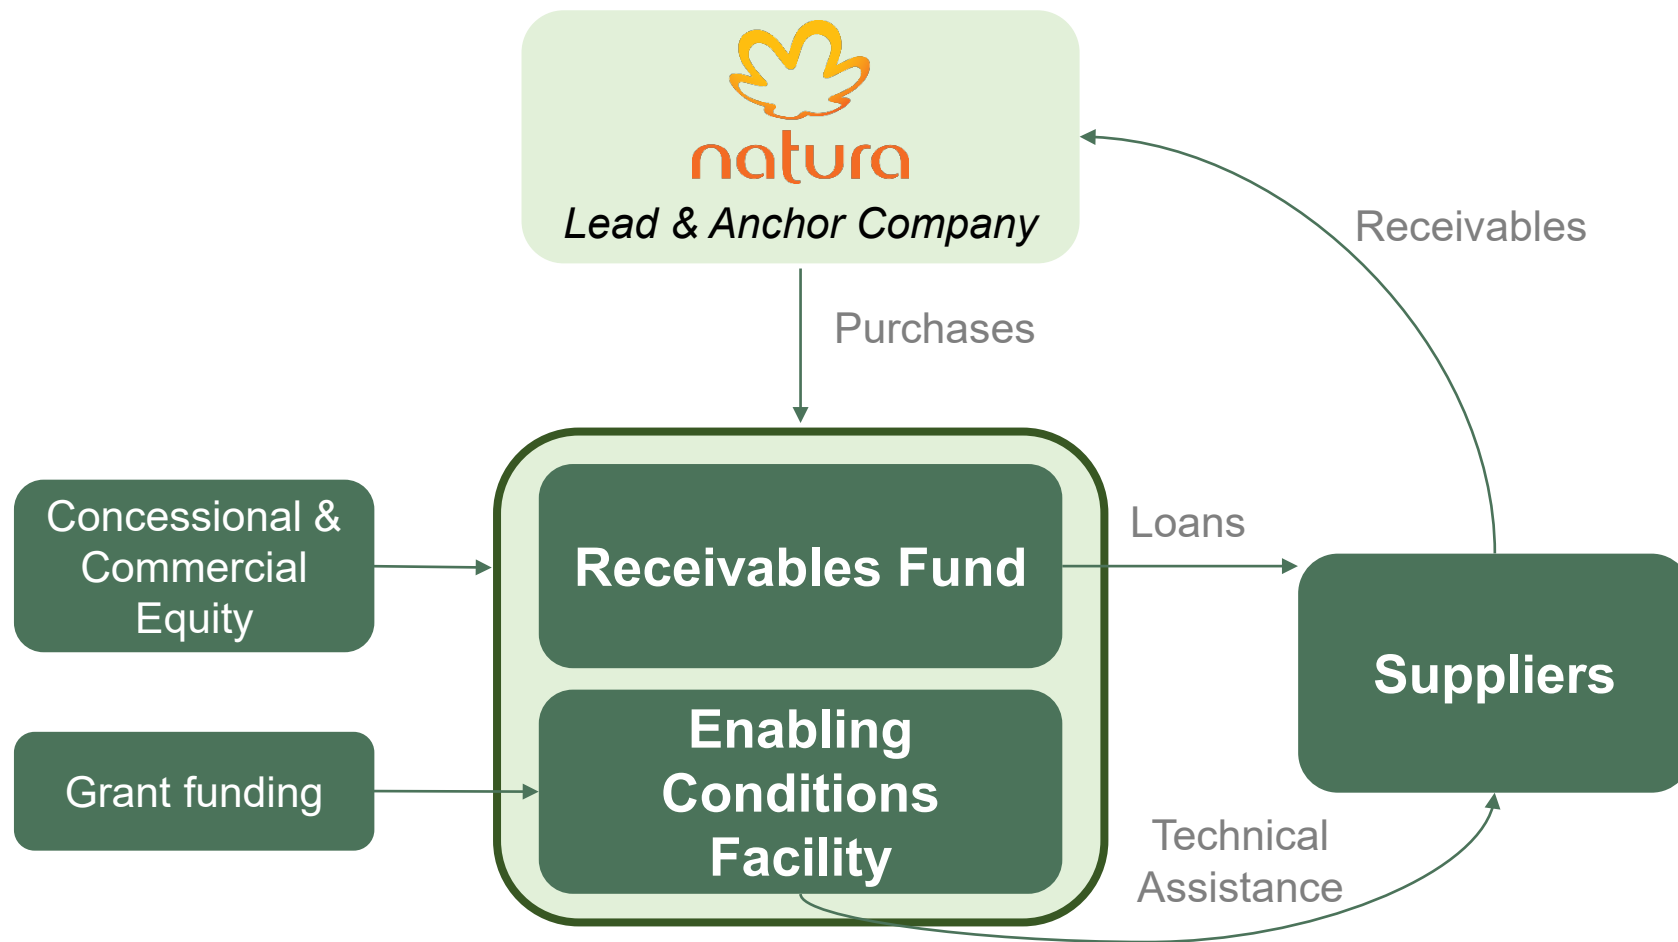 natura
Lead & Anchor Company
Receivables
Purchases
Concessional &
Commercial
Equity
Receivables Fund
Loans
Suppliers
Grant funding
Enabling
Conditions
Facility
Technical
Assistance